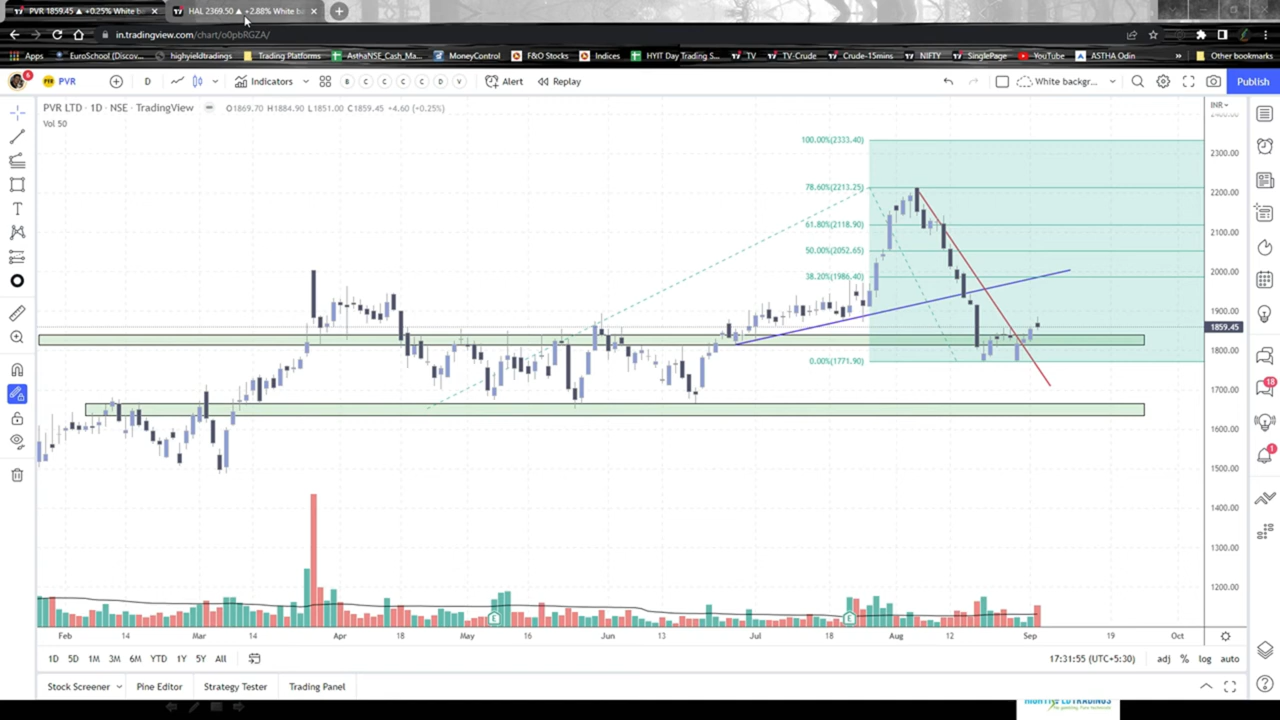 PVR 1859.45 ▲ +0.25% White ba
HAL 2369.50 ▲ +2.88% White ba
in.tradingview.com/chart/o0pbRGZA/
Apps EuroSchool (Discov... highyieldtradings Trading Platforms AsthaNSE_Cash_Ma... MoneyControl F&O Stocks Indices HYIT Day Trading S... TV TV-Crude Crude-15mins NIFTY SinglePage YouTube ASTHA Odin » Other bookmarks
6 PVR D Indicators B C C C C D V Alert Replay White backgr... Publish
PVR LTD · 1D · NSE · TradingView O1869.70 H1884.90 L1851.00 C1859.45 +4.60 (+0.25%) INR
Vol 50
100.00%(2333.40)
2300.00
78.60%(2213.25)
2200.00
61.80%(2118.90)
2100.00
50.00%(2052.65)
2000.00
38.20%(1986.40)
1900.00
1859.45
1800.00
0.00%(1771.90)
18
1700.00
1600.00
1
1500.00
1400.00
1300.00
1200.00
E E
Feb 14 Mar 14 Apr 18 May 16 Jun 13 Jul 18 Aug 12 Sep 19 Oct
1D 5D 1M 3M 6M YTD 1Y 5Y All 17:31:55 (UTC+5:30) adj % log auto
Stock Screener Pine Editor Strategy Tester Trading Panel